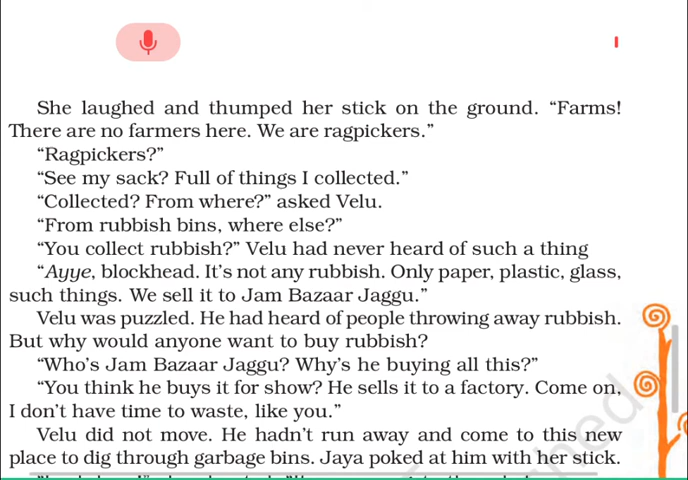 She laughed and thumped her stick on the ground. “Farms!
There are no farmers here. We are ragpickers.”
“Ragpickers?”
“See my sack? Full of things I collected.”
“Collected? From where?” asked Velu.
“From rubbish bins, where else?”
“You collect rubbish?” Velu had never heard of such a thing
“Ayye, blockhead. It’s not any rubbish. Only paper, plastic, glass,
such things. We sell it to Jam Bazaar Jaggu.”
Velu was puzzled. He had heard of people throwing away rubbish.
But why would anyone want to buy rubbish?
“Who’s Jam Bazaar Jaggu? Why’s he buying all this?”
“You think he buys it for show? He sells it to a factory. Come on,
I don’t have time to waste, like you.”
Velu did not move. He hadn’t run away and come to this new
place to dig through garbage bins. Jaya poked at him with her stick.